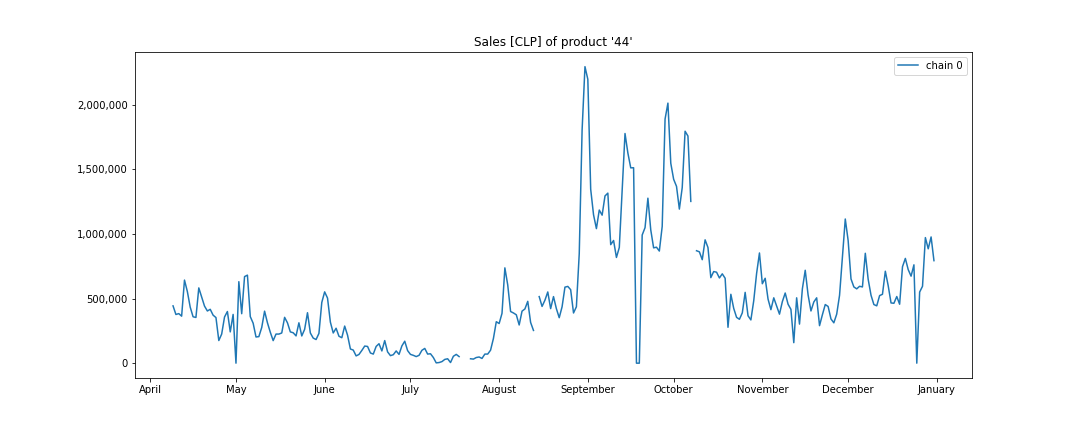 Sales [CLP] of product '44'
chain 0
2,000,000
1,500,000
1,000,000
500,000
0
April May June July August September October November December January